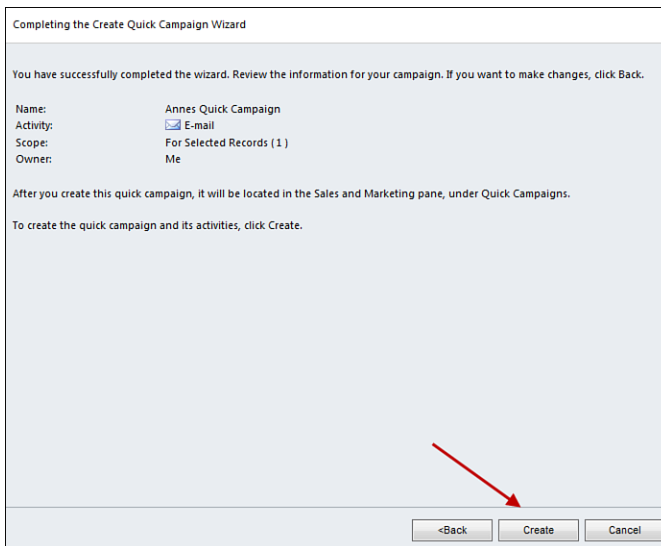 Completing the Create Quick Campaign Wizard
You have successfully completed the wizard. Review the information for your campaign. If you want to make changes, click Back.
Name: Annes Quick Campaign
Activity: E-mail
Scope: For Selected Records ( 1 )
Owner: Me
After you create this quick campaign, it will be located in the Sales and Marketing pane, under Quick Campaigns.
To create the quick campaign and its activities, click Create.
<Back Create Cancel